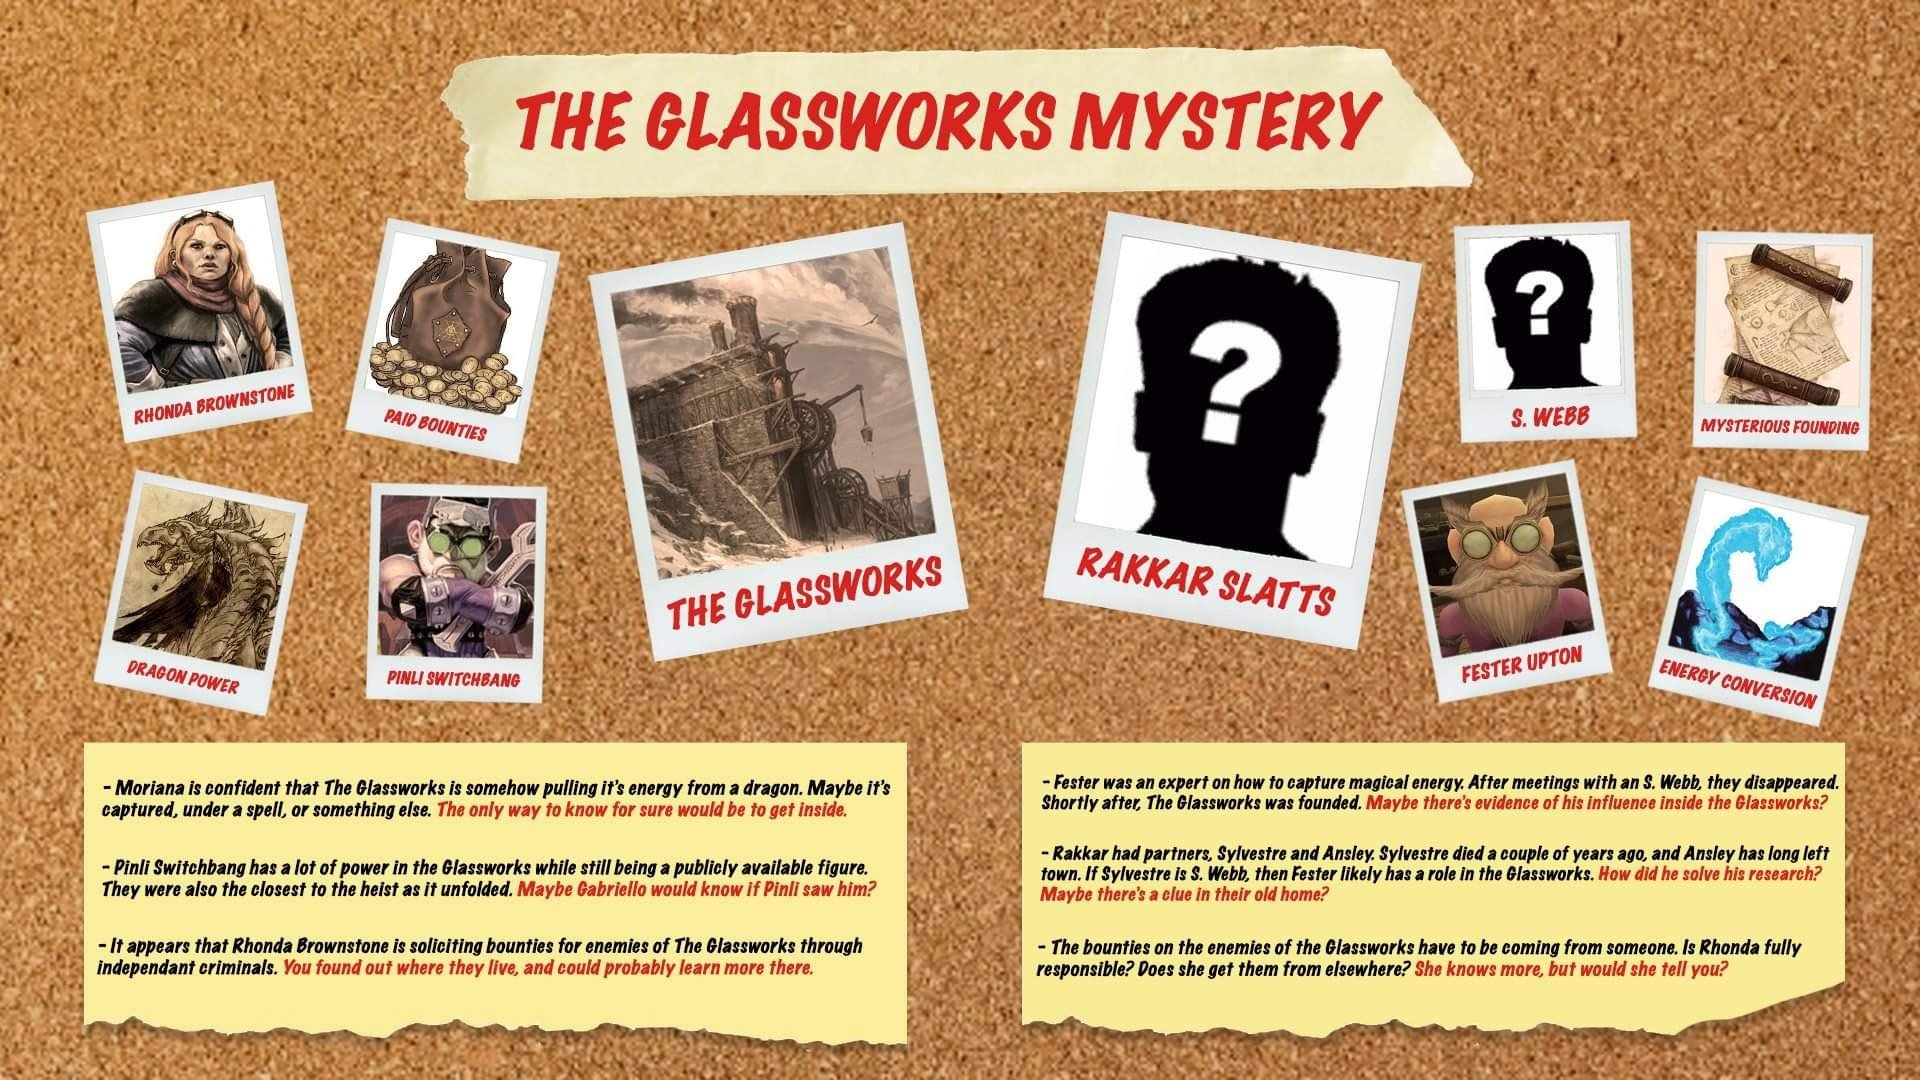 THE GLASSWORKS MYSTERY
RHONDA BROWNSTONE
PAID BOUNTIES
THE GLASSWORKS
RAKKAR SLATTS
S. WEBB
MYSTERIOUS FOUNDING
DRAGON POWER
PINLI SWITCHBANG
FESTER UPTON
ENERGY CONVERSION
- Moriana is confident that The Glassworks is somehow pulling it's energy from a dragon. Maybe it's
captured, under a spell, or something else. The only way to know for sure would be to get inside.
- Pinli Switchbang has a lot of power in the Glassworks while still being a publicly available figure.
They were also the closest to the heist as it unfolded. Maybe Gabriello would know if Pinli saw him?
- It appears that Rhonda Brownstone is soliciting bounties for enemies of The Glassworks through
independant criminals. You found out where they live, and could probably learn more there.
- Fester was an expert on how to capture magical energy. After meetings with an S. Webb, they disappeared.
Shortly after, The Glassworks was founded. Maybe there's evidence of his influence inside the Glassworks?
- Rakkar had partners, Sylvestre and Ansley. Sylvestre died a couple of years ago, and Ansley has long left
town. If Sylvestre is S. Webb, then Fester likely has a role in the Glassworks. How did he solve his research?
Maybe there's a clue in their old home?
- The bounties on the enemies of the Glassworks have to be coming from someone. Is Rhonda fully
responsible? Does she get them from elsewhere? She knows more, but would she tell you?